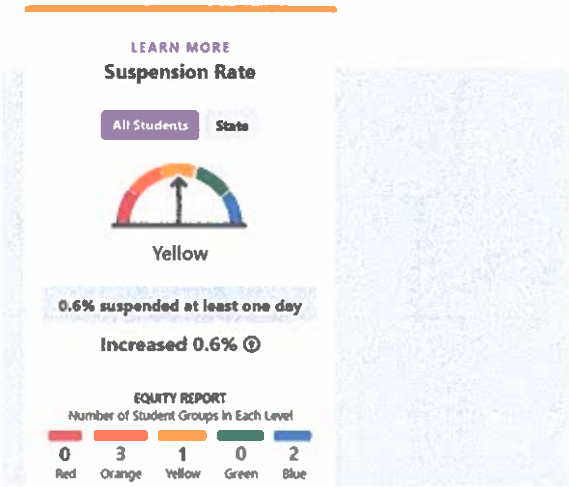 LEARN MORE
Suspension Rate
All Students State
Yellow
0.6% suspended at least one day
Increased 0.6%
EQUITY REPORT
Number of Student Groups in Each Level
0 3 1 0 2
Red Orange Yellow Green Blue